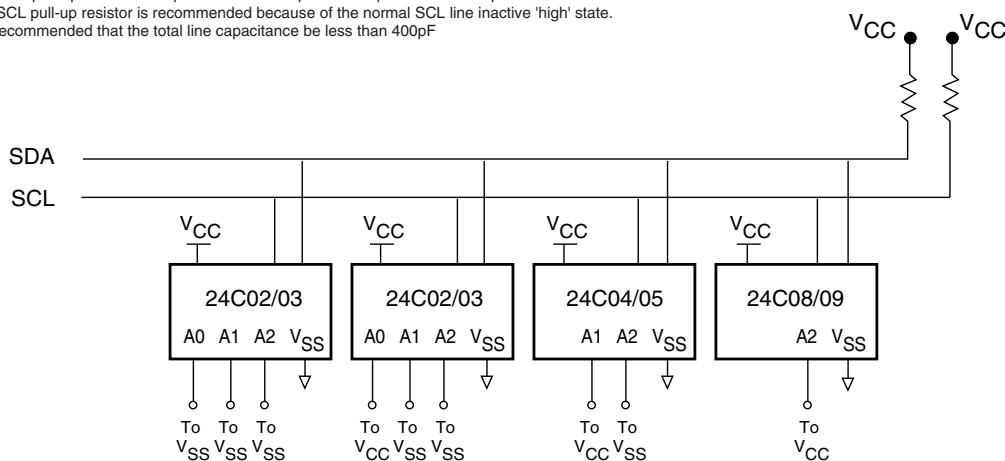 SCL pull-up resistor is recommended because of the normal SCL line inactive 'high' state.
recommended that the total line capacitance be less than 400pF
VCC VCC
SDA
SCL
VCC VCC VCC VCC
24C02/03 24C02/03 24C04/05 24C08/09
A0 A1 A2 VSS A0 A1 A2 VSS A1 A2 VSS A2 VSS
To To To To To To To To To
VSS VSS VSS VCC VSS VSS VCC VSS VCC